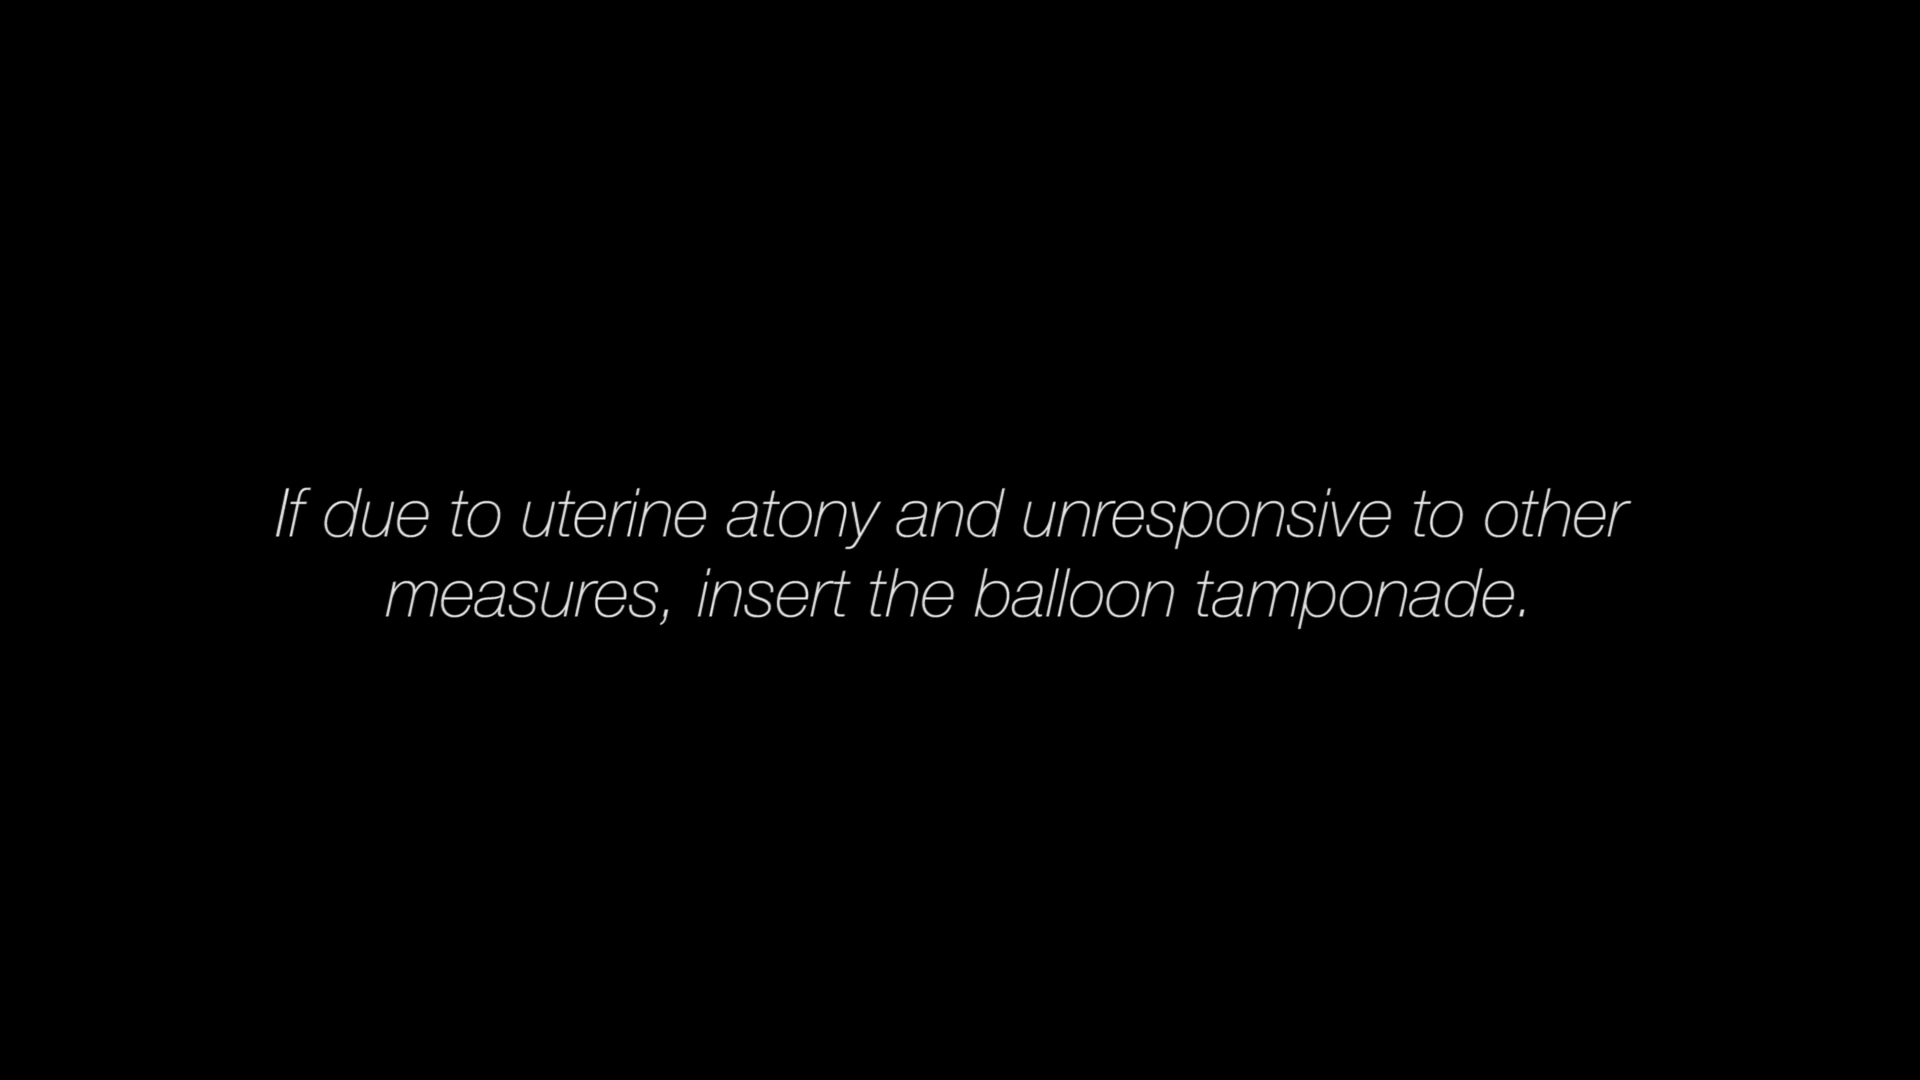 If due to uterine atony and unresponsive to other
measures, insert the balloon tamponade.